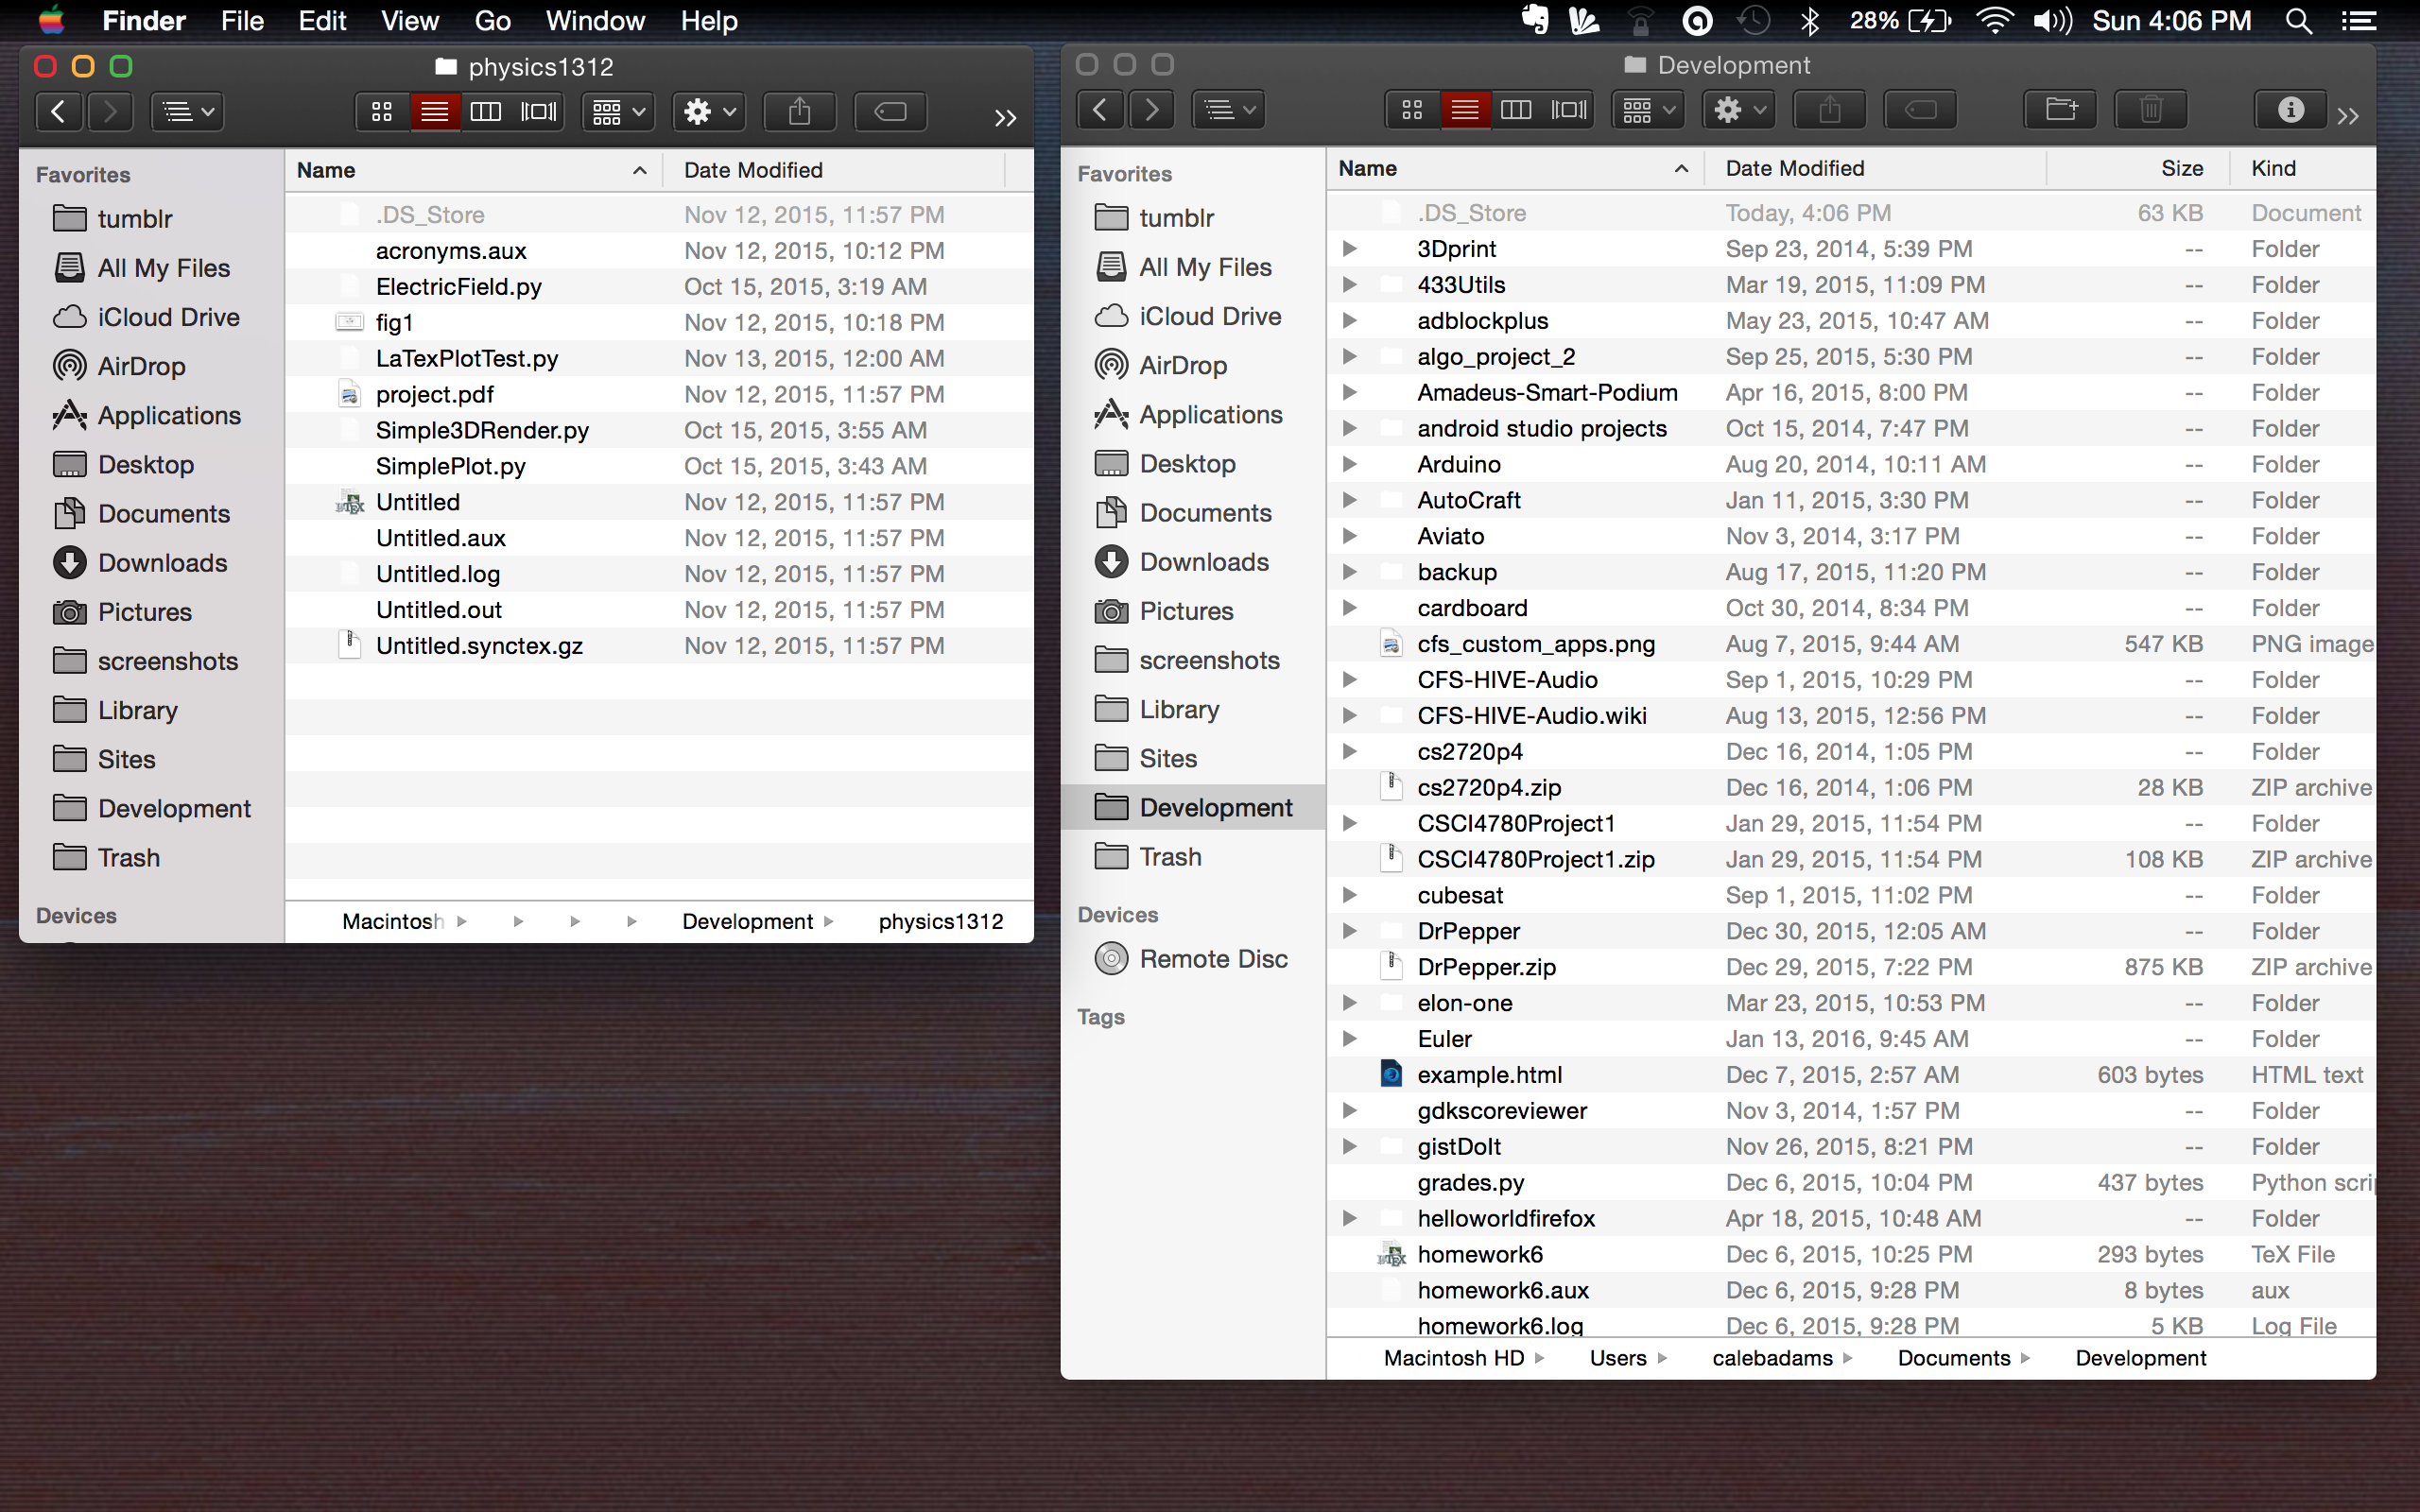 Finder File Edit View Go Window Help 28% Sun 4:06 PM
physics1312
Favorites
tumblr
All My Files
iCloud Drive
AirDrop
Applications
Desktop
Documents
Downloads
Pictures
screenshots
Library
Sites
Development
Trash
Devices
Name Date Modified
.DS_Store Nov 12, 2015, 11:57 PM
acronyms.aux Nov 12, 2015, 10:12 PM
ElectricField.py Oct 15, 2015, 3:19 AM
fig1 Nov 12, 2015, 10:18 PM
LaTexPlotTest.py Nov 13, 2015, 12:00 AM
project.pdf Nov 12, 2015, 11:57 PM
Simple3DRender.py Oct 15, 2015, 3:55 AM
SimplePlot.py Oct 15, 2015, 3:43 AM
Untitled Nov 12, 2015, 11:57 PM
Untitled.aux Nov 12, 2015, 11:57 PM
Untitled.log Nov 12, 2015, 11:57 PM
Untitled.out Nov 12, 2015, 11:57 PM
Untitled.synctex.gz Nov 12, 2015, 11:57 PM
Macintosh Development physics1312
Development
Favorites
tumblr
All My Files
iCloud Drive
AirDrop
Applications
Desktop
Documents
Downloads
Pictures
screenshots
Library
Sites
Development
Trash
Devices
Remote Disc
Tags
Name Date Modified Size Kind
.DS_Store Today, 4:06 PM 63 KB Document
3Dprint Sep 23, 2014, 5:39 PM -- Folder
433Utils Mar 19, 2015, 11:09 PM -- Folder
adblockplus May 23, 2015, 10:47 AM -- Folder
algo_project_2 Sep 25, 2015, 5:30 PM -- Folder
Amadeus-Smart-Podium Apr 16, 2015, 8:00 PM -- Folder
android studio projects Oct 15, 2014, 7:47 PM -- Folder
Arduino Aug 20, 2014, 10:11 AM -- Folder
AutoCraft Jan 11, 2015, 3:30 PM -- Folder
Aviato Nov 3, 2014, 3:17 PM -- Folder
backup Aug 17, 2015, 11:20 PM -- Folder
cardboard Oct 30, 2014, 8:34 PM -- Folder
cfs_custom_apps.png Aug 7, 2015, 9:44 AM 547 KB PNG image
CFS-HIVE-Audio Sep 1, 2015, 10:29 PM -- Folder
CFS-HIVE-Audio.wiki Aug 13, 2015, 12:56 PM -- Folder
cs2720p4 Dec 16, 2014, 1:05 PM -- Folder
cs2720p4.zip Dec 16, 2014, 1:06 PM 28 KB ZIP archive
CSCI4780Project1 Jan 29, 2015, 11:54 PM -- Folder
CSCI4780Project1.zip Jan 29, 2015, 11:54 PM 108 KB ZIP archive
cubesat Sep 1, 2015, 11:02 PM -- Folder
DrPepper Dec 30, 2015, 12:05 AM -- Folder
DrPepper.zip Dec 29, 2015, 7:22 PM 875 KB ZIP archive
elon-one Mar 23, 2015, 10:53 PM -- Folder
Euler Jan 13, 2016, 9:45 AM -- Folder
example.html Dec 7, 2015, 2:57 AM 603 bytes HTML text
gdkscoreviewer Nov 3, 2014, 1:57 PM -- Folder
gistDoIt Nov 26, 2015, 8:21 PM -- Folder
grades.py Dec 6, 2015, 10:04 PM 437 bytes Python scri
helloworldfirefox Apr 18, 2015, 10:48 AM -- Folder
homework6 Dec 6, 2015, 10:25 PM 293 bytes TeX File
homework6.aux Dec 6, 2015, 9:28 PM 8 bytes aux
homework6.log Dec 6, 2015, 9:28 PM 5 KB Log File
Macintosh HD Users calebadams Documents Development